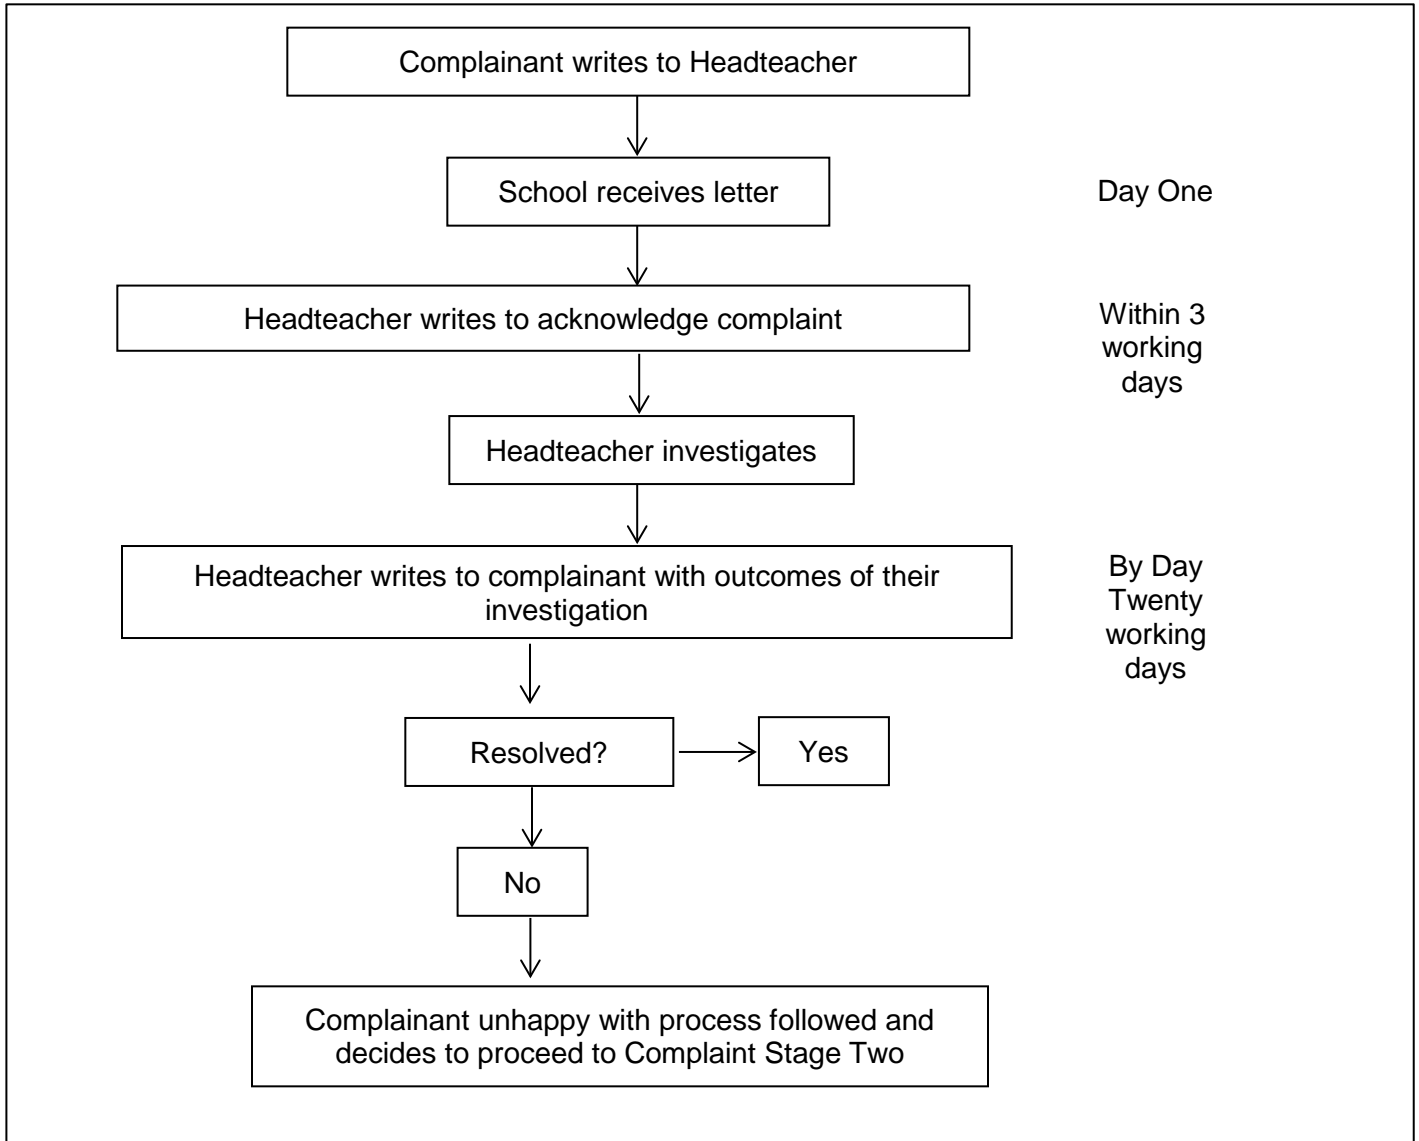 Complainant writes to Headteacher
School receives letter
Day One
Headteacher writes to acknowledge complaint
Within 3
working
days
Headteacher investigates
Headteacher writes to complainant with outcomes of their
investigation
By Day
Twenty
working
days
Resolved?
Yes
No
Complainant unhappy with process followed and
decides to proceed to Complaint Stage Two